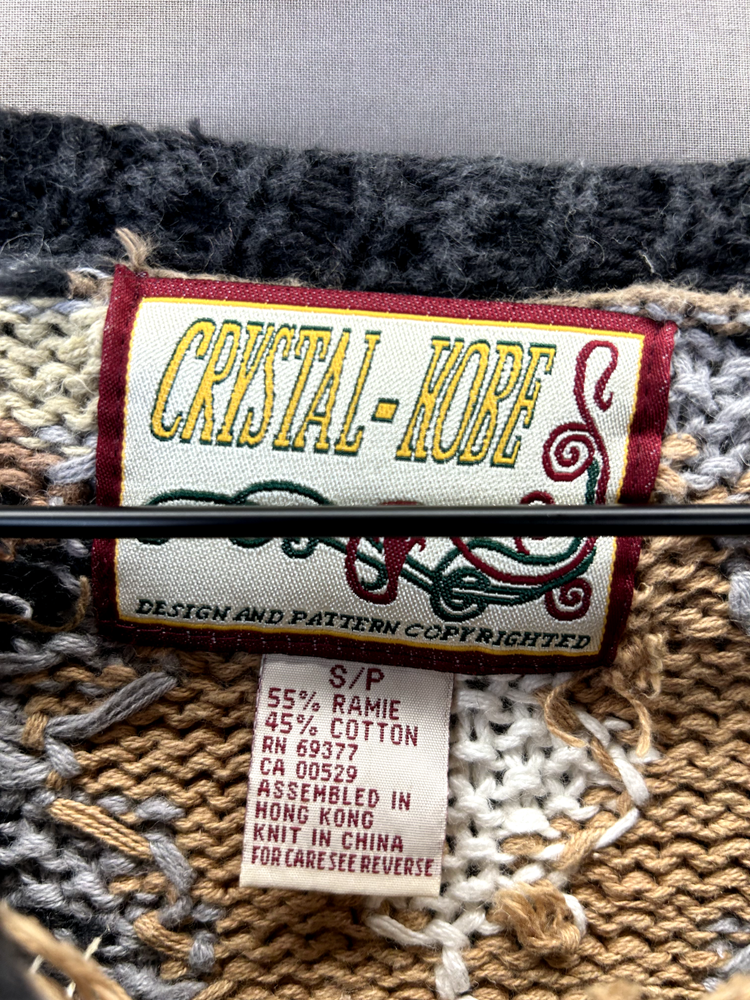 CRYSTAL-KOBE
DESIGN AND PATTERN COPYRIGHTED
S/P
55% RAMIE
45% COTTON
RN 69377
CA 00529
ASSEMBLED IN
HONG KONG
KNIT IN CHINA
FOR CARE SEE REVERSE